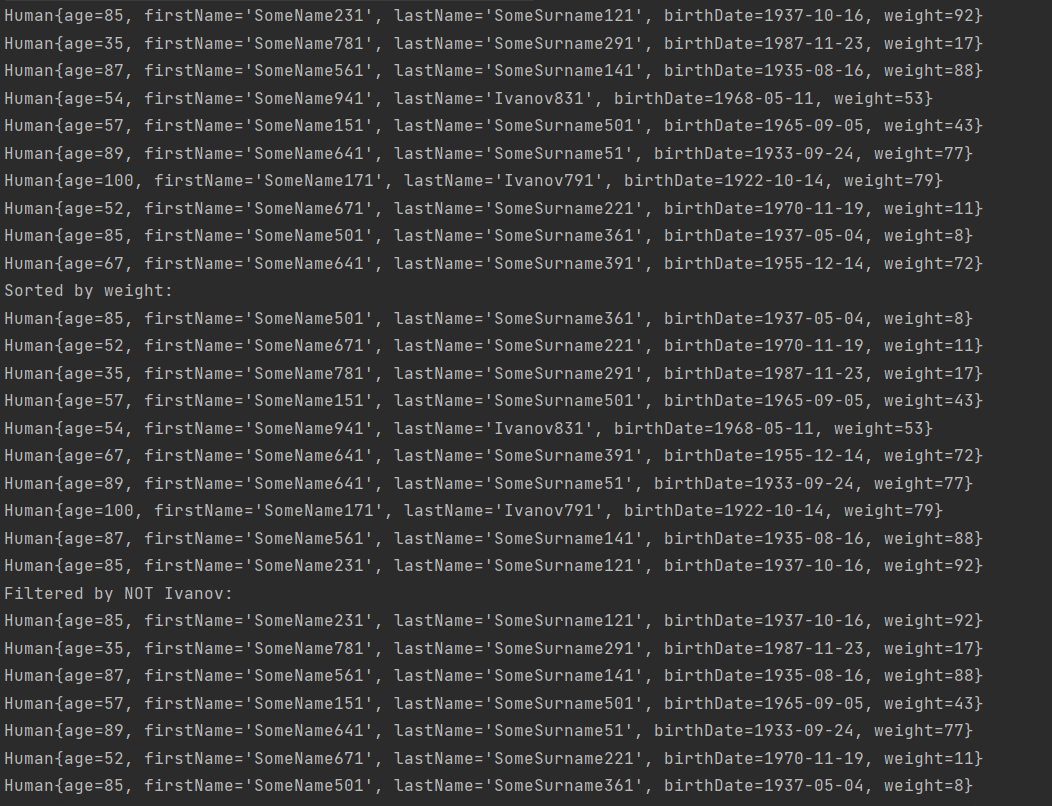 Human{age=85, firstName='SomeName231', lastName='SomeSurname121', birthDate=1937-10-16, weight=92}
Human{age=35, firstName='SomeName781', lastName='SomeSurname291', birthDate=1987-11-23, weight=17}
Human{age=87, firstName='SomeName561', lastName='SomeSurname141', birthDate=1935-08-16, weight=88}
Human{age=54, firstName='SomeName941', lastName='Ivanov831', birthDate=1968-05-11, weight=53}
Human{age=57, firstName='SomeName151', lastName='SomeSurname501', birthDate=1965-09-05, weight=43}
Human{age=89, firstName='SomeName641', lastName='SomeSurname51', birthDate=1933-09-24, weight=77}
Human{age=100, firstName='SomeName171', lastName='Ivanov791', birthDate=1922-10-14, weight=79}
Human{age=52, firstName='SomeName671', lastName='SomeSurname221', birthDate=1970-11-19, weight=11}
Human{age=85, firstName='SomeName501', lastName='SomeSurname361', birthDate=1937-05-04, weight=8}
Human{age=67, firstName='SomeName641', lastName='SomeSurname391', birthDate=1955-12-14, weight=72}
Sorted by weight:
Human{age=85, firstName='SomeName501', lastName='SomeSurname361', birthDate=1937-05-04, weight=8}
Human{age=52, firstName='SomeName671', lastName='SomeSurname221', birthDate=1970-11-19, weight=11}
Human{age=35, firstName='SomeName781', lastName='SomeSurname291', birthDate=1987-11-23, weight=17}
Human{age=57, firstName='SomeName151', lastName='SomeSurname501', birthDate=1965-09-05, weight=43}
Human{age=54, firstName='SomeName941', lastName='Ivanov831', birthDate=1968-05-11, weight=53}
Human{age=67, firstName='SomeName641', lastName='SomeSurname391', birthDate=1955-12-14, weight=72}
Human{age=89, firstName='SomeName641', lastName='SomeSurname51', birthDate=1933-09-24, weight=77}
Human{age=100, firstName='SomeName171', lastName='Ivanov791', birthDate=1922-10-14, weight=79}
Human{age=87, firstName='SomeName561', lastName='SomeSurname141', birthDate=1935-08-16, weight=88}
Human{age=85, firstName='SomeName231', lastName='SomeSurname121', birthDate=1937-10-16, weight=92}
Filtered by NOT Ivanov:
Human{age=85, firstName='SomeName231', lastName='SomeSurname121', birthDate=1937-10-16, weight=92}
Human{age=35, firstName='SomeName781', lastName='SomeSurname291', birthDate=1987-11-23, weight=17}
Human{age=87, firstName='SomeName561', lastName='SomeSurname141', birthDate=1935-08-16, weight=88}
Human{age=57, firstName='SomeName151', lastName='SomeSurname501', birthDate=1965-09-05, weight=43}
Human{age=89, firstName='SomeName641', lastName='SomeSurname51', birthDate=1933-09-24, weight=77}
Human{age=52, firstName='SomeName671', lastName='SomeSurname221', birthDate=1970-11-19, weight=11}
Human{age=85, firstName='SomeName501', lastName='SomeSurname361', birthDate=1937-05-04, weight=8}